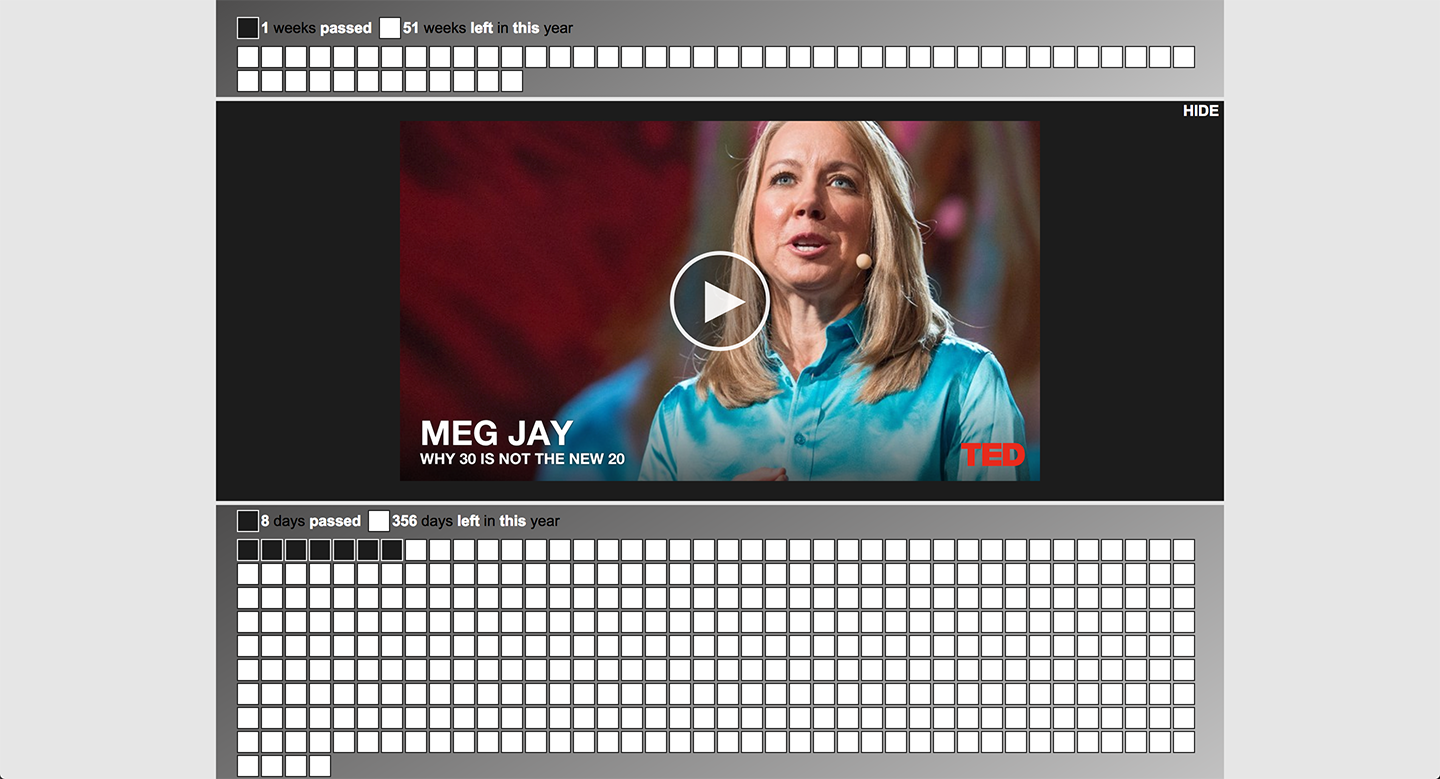 1 weeks passed 51 weeks left in this year
HIDE
MEG JAY
WHY 30 IS NOT THE NEW 20
TED
8 days passed 356 days left in this year